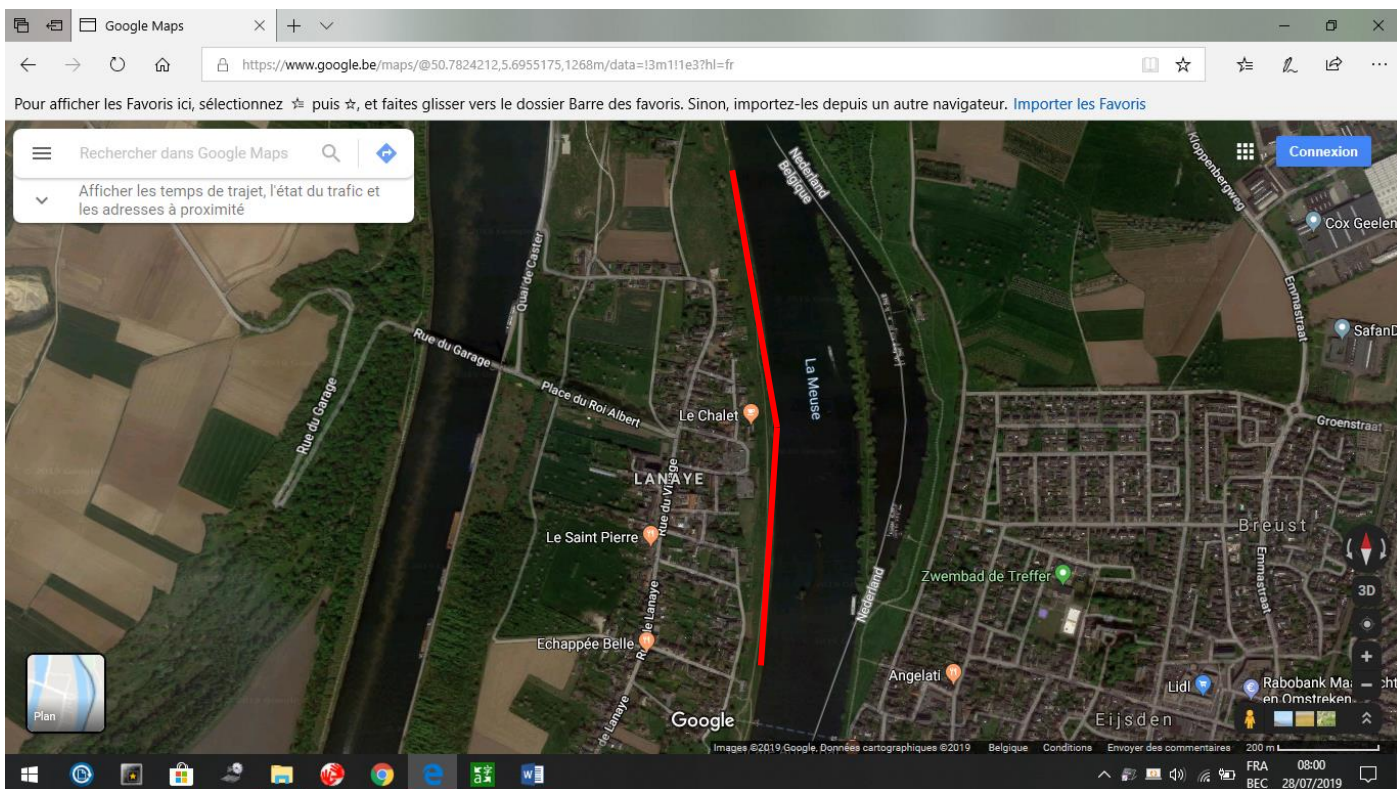 Google Maps
https://www.google.be/maps/@50.7824212,5.6955175,1268m/data=!3m1!1e3?hl=fr
Pour afficher les Favoris ici, sélectionnez puis ☆, et faites glisser vers le dossier Barre des favoris. Sinon, importez-les depuis un autre navigateur. Importer les Favoris
Rechercher dans Google Maps
Connexion
Afficher les temps de trajet, l'état du trafic et
les adresses à proximité
Kloppenbergweg
Nederland
Belgique
Cox Geelen
Quai de Caster
Emmastraat
SafanD
Rue du Garage
Place du Roi Albert
La Meuse
Rue du Garage
Le Chalet
Groenstraat
LANAYE
Rue du Village
Le Saint Pierre
Breust
Emmastraat
Zwembad de Treffer
Nederland
3D
de Lanaye
Echappée Belle
Angelati
Lidl
Rabobank Maa
cht
en Omstreken
Plan
de Lanaye
Google
Eijsden
Images ©2019 Google, Données cartographiques ©2019 Belgique Conditions Envoyer des commentaires 200 m
FRA 08:00
BEC 28/07/2019